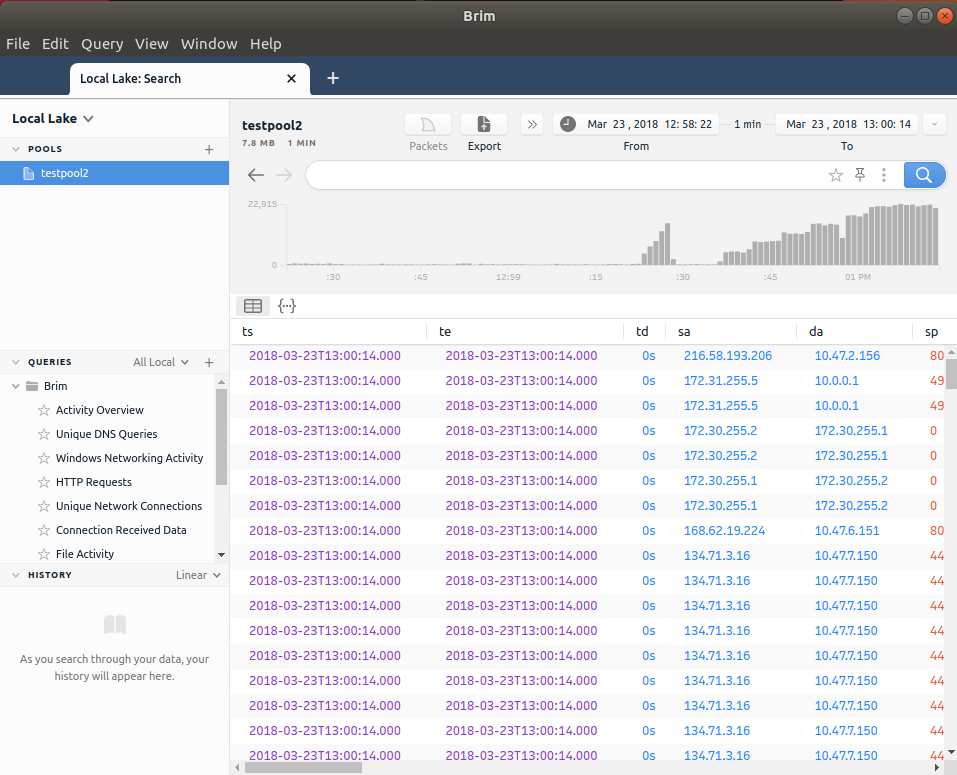 Brim
File Edit Query View Window Help
Local Lake: Search
Local Lake
POOLS
testpool2
testpool2
7.8 MB 1 MIN
Packets
Export
Mar 23 , 2018 12: 58: 22
From
1 min
Mar 23 , 2018 13: 00: 14
To
22,915
0
:30 :45 12:59 :15 :30 :45 01 PM
ts te td sa da sp
2018-03-23T13:00:14.000 2018-03-23T13:00:14.000 0s 216.58.193.206 10.47.2.156 80
2018-03-23T13:00:14.000 2018-03-23T13:00:14.000 0s 172.31.255.5 10.0.0.1 49
2018-03-23T13:00:14.000 2018-03-23T13:00:14.000 0s 172.31.255.5 10.0.0.1 49
2018-03-23T13:00:14.000 2018-03-23T13:00:14.000 0s 172.30.255.2 172.30.255.1 0
2018-03-23T13:00:14.000 2018-03-23T13:00:14.000 0s 172.30.255.2 172.30.255.1 0
2018-03-23T13:00:14.000 2018-03-23T13:00:14.000 0s 172.30.255.1 172.30.255.2 0
2018-03-23T13:00:14.000 2018-03-23T13:00:14.000 0s 172.30.255.1 172.30.255.2 0
2018-03-23T13:00:14.000 2018-03-23T13:00:14.000 0s 168.62.19.224 10.47.6.151 80
2018-03-23T13:00:14.000 2018-03-23T13:00:14.000 0s 134.71.3.16 10.47.7.150 44
2018-03-23T13:00:14.000 2018-03-23T13:00:14.000 0s 134.71.3.16 10.47.7.150 44
2018-03-23T13:00:14.000 2018-03-23T13:00:14.000 0s 134.71.3.16 10.47.7.150 44
2018-03-23T13:00:14.000 2018-03-23T13:00:14.000 0s 134.71.3.16 10.47.7.150 44
2018-03-23T13:00:14.000 2018-03-23T13:00:14.000 0s 134.71.3.16 10.47.7.150 44
2018-03-23T13:00:14.000 2018-03-23T13:00:14.000 0s 134.71.3.16 10.47.7.150 44
2018-03-23T13:00:14.000 2018-03-23T13:00:14.000 0s 134.71.3.16 10.47.7.150 44
2018-03-23T13:00:14.000 2018-03-23T13:00:14.000 0s 134.71.3.16 10.47.7.150 44
2018-03-23T13:00:14.000 2018-03-23T13:00:14.000 0s 134.71.3.16 10.47.7.150 44
QUERIES All Local
Brim
Activity Overview
Unique DNS Queries
Windows Networking Activity
HTTP Requests
Unique Network Connections
Connection Received Data
File Activity
HISTORY Linear
As you search through your data, your
history will appear here.